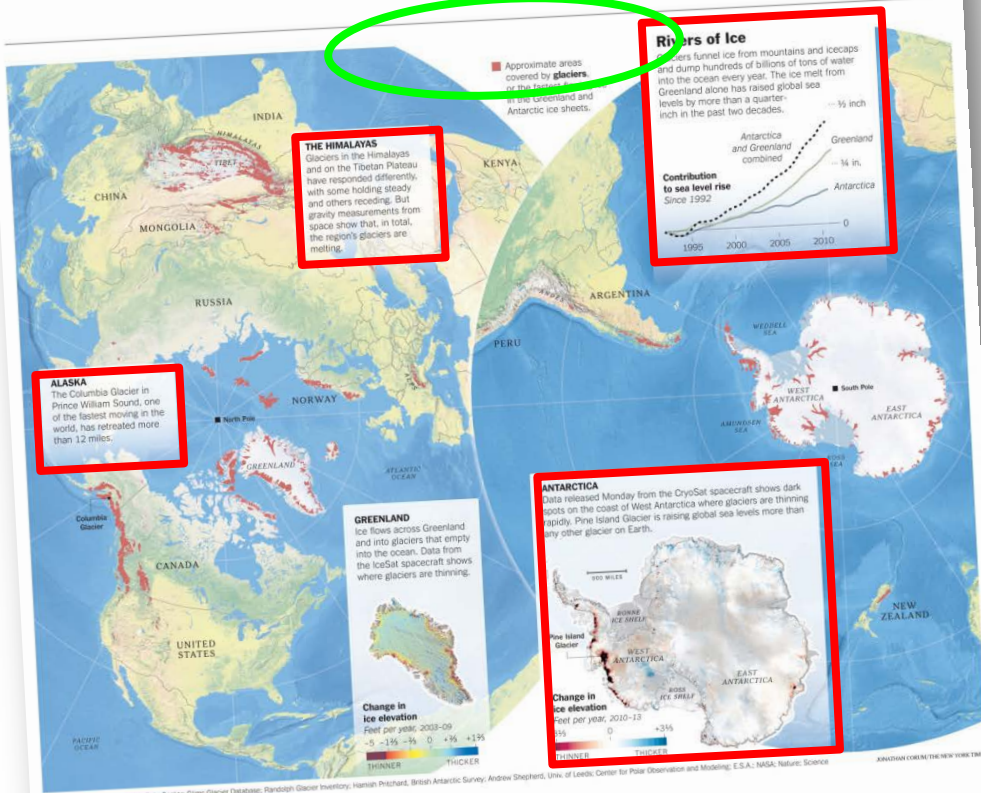 Approximate areas
covered by glaciers,
or the fastest
in the Greenland and
Antarctic ice sheets.
Rivers of Ice
Glaciers funnel ice from mountains and icecaps
and dump hundreds of billions of tons of water
into the ocean every year. The ice melt from
Greenland alone has raised global sea
levels by more than a quarter-
inch in the past two decades.
½ inch
Antarctica
and Greenland
combined
Greenland
¼ in.
Contribution
to sea level rise
Since 1992
Antarctica
0
1995 2000 2005 2010
INDIA
HIMALAYAS
TIBET
CHINA
MONGOLIA
THE HIMALAYAS
Glaciers in the Himalayas
and on the Tibetan Plateau
have responded differently,
with some holding steady
and others receding. But
gravity measurements from
space show that, in total,
the region's glaciers are
melting.
KENYA
RUSSIA
ANDES
ARGENTINA
PERU
ALASKA
The Columbia Glacier in
Prince William Sound, one
of the fastest moving in the
world, has retreated more
than 12 miles.
NORWAY
ALPS
North Pole
GREENLAND
ATLANTIC
OCEAN
WEDDELL
SEA
WEST
ANTARCTICA
South Pole
EAST
ANTARCTICA
AMUNDSEN
SEA
ROSS
SEA
Columbia
Glacier
CANADA
UNITED
STATES
PACIFIC
OCEAN
GREENLAND
Ice flows across Greenland
and into glaciers that empty
into the ocean. Data from
the IceSat spacecraft shows
where glaciers are thinning.
Change in
ice elevation
Feet per year, 2003–09
–5 –1⅔ –⅔ 0 +⅔ +1⅔
THINNER THICKER
ANTARCTICA
Data released Monday from the CryoSat spacecraft shows dark
spots on the coast of West Antarctica where glaciers are thinning
rapidly. Pine Island Glacier is raising global sea levels more than
any other glacier on Earth.
500 MILES
RONNE
ICE SHELF
Pine Island
Glacier
WEST
ANTARCTICA
EAST
ANTARCTICA
ROSS
ICE SHELF
Change in
ice elevation
Feet per year, 2010–13
0
THINNER THICKER
NEW
ZEALAND
JONATHAN CORUM/THE NEW YORK TIM
Glacier Database; Randolph Glacier Inventory; Hamish Pritchard, British Antarctic Survey; Andrew Shepherd, Univ. of Leeds; Center for Polar Observation and Modeling; E.S.A.; NASA; Nature; Science